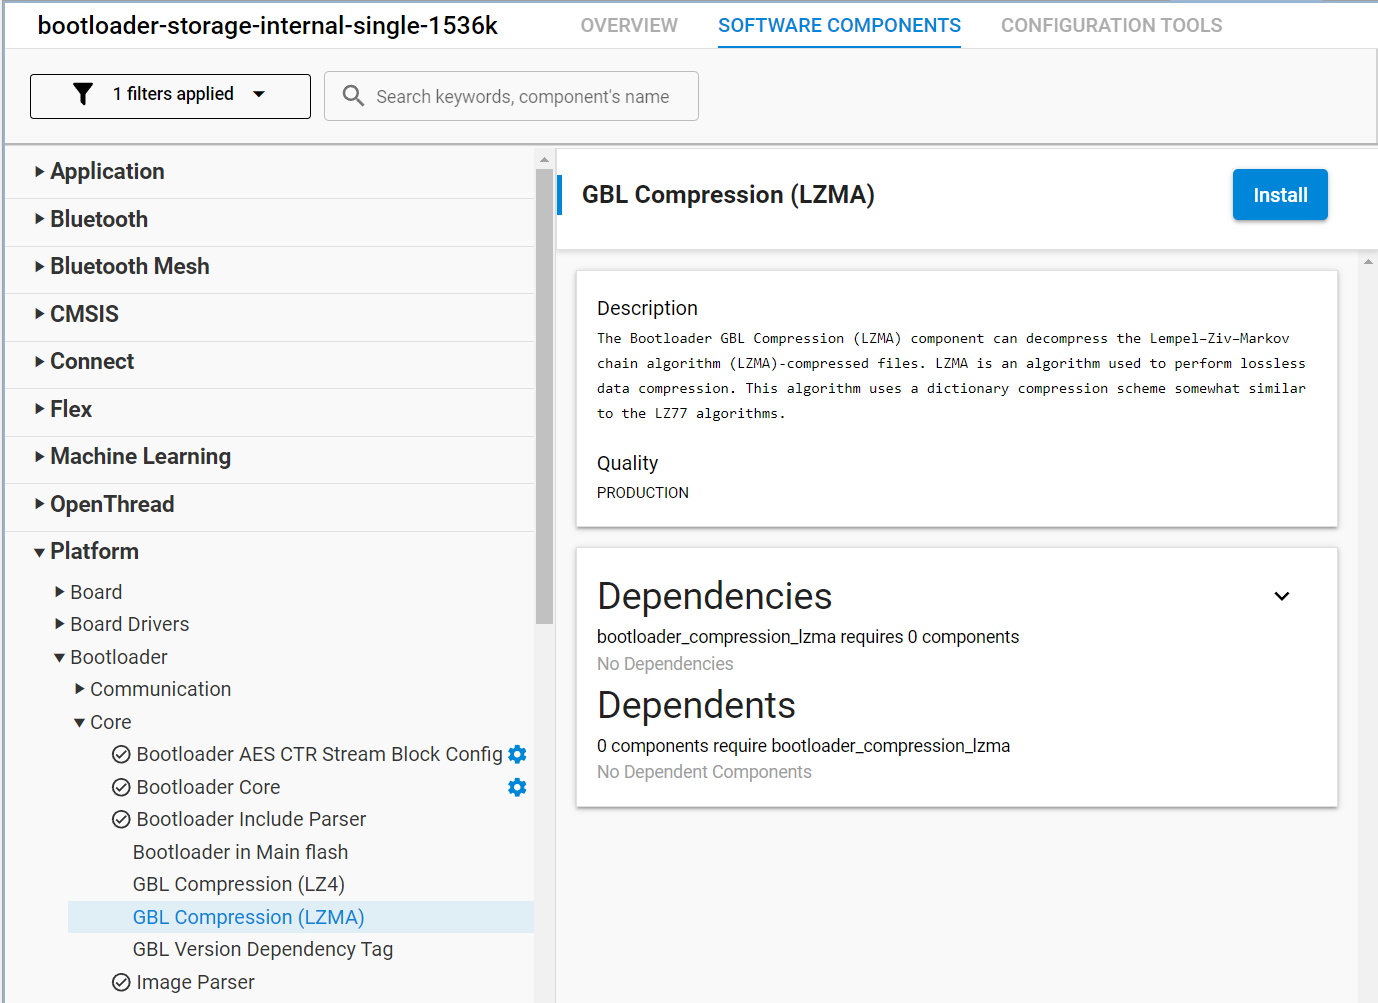 bootloader-storage-internal-single-1536k
OVERVIEW
SOFTWARE COMPONENTS
CONFIGURATION TOOLS
1 filters applied
Search keywords, component's name
Application
Bluetooth
Bluetooth Mesh
CMSIS
Connect
Flex
Machine Learning
OpenThread
Platform
Board
Board Drivers
Bootloader
Communication
Core
Bootloader AES CTR Stream Block Config
Bootloader Core
Bootloader Include Parser
Bootloader in Main flash
GBL Compression (LZ4)
GBL Compression (LZMA)
GBL Version Dependency Tag
Image Parser
GBL Compression (LZMA)
Install
Description
The Bootloader GBL Compression (LZMA) component can decompress the Lempel–Ziv–Markov
chain algorithm (LZMA)-compressed files. LZMA is an algorithm used to perform lossless
data compression. This algorithm uses a dictionary compression scheme somewhat similar
to the LZ77 algorithms.
Quality
PRODUCTION
Dependencies
bootloader_compression_lzma requires 0 components
No Dependencies
Dependents
0 components require bootloader_compression_lzma
No Dependent Components